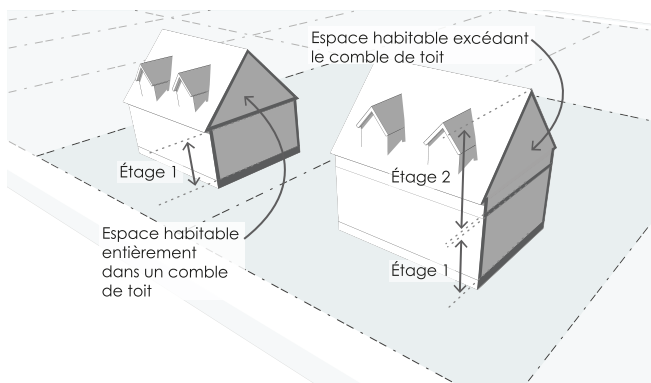 Espace habitable excédant
le comble de toit
Étage 1
Étage 2
Espace habitable
entièrement
dans un comble
de toit
Étage 1